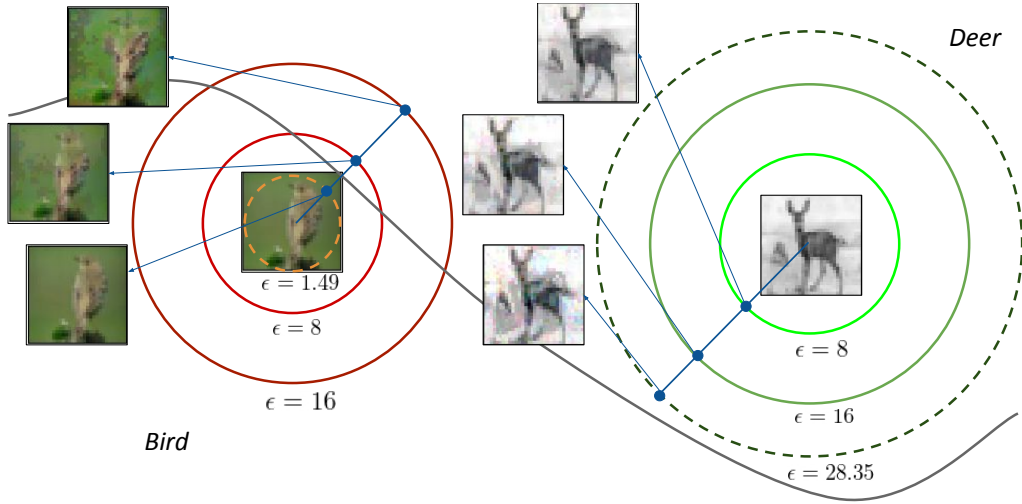 Deer
ϵ = 1.49
ϵ = 8
ϵ = 16
Bird
ϵ = 8
ϵ = 16
ϵ = 28.35